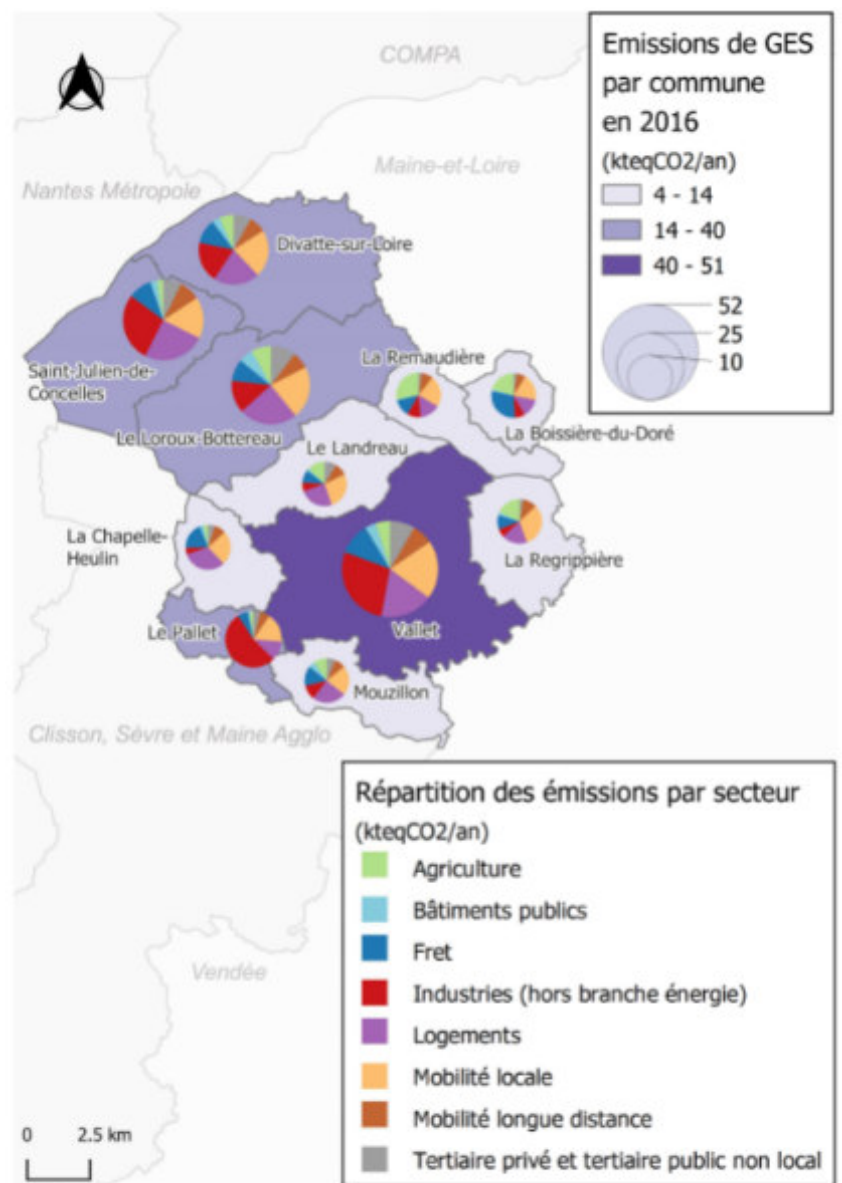 Emissions de GES
par commune
en 2016
(kteqCO2/an)
4 - 14
14 - 40
40 - 51
52
25
10
COMPA
Maine-et-Loire
Nantes Métropole
Divatte-sur-Loire
La Remaudière
Saint-Julien-de-
Concelles
La Boissière-du-Doré
Le Loroux-Bottereau
Le Landreau
La Chapelle-
Heulin
La Regrippière
Le Pallet
Vallet
Mouzillon
Clisson, Sèvre et Maine Agglo
Vendée
Répartition des émissions par secteur
(kteqCO2/an)
Agriculture
Bâtiments publics
Fret
Industries (hors branche énergie)
Logements
Mobilité locale
Mobilité longue distance
Tertiaire privé et tertiaire public non local
0 2.5 km